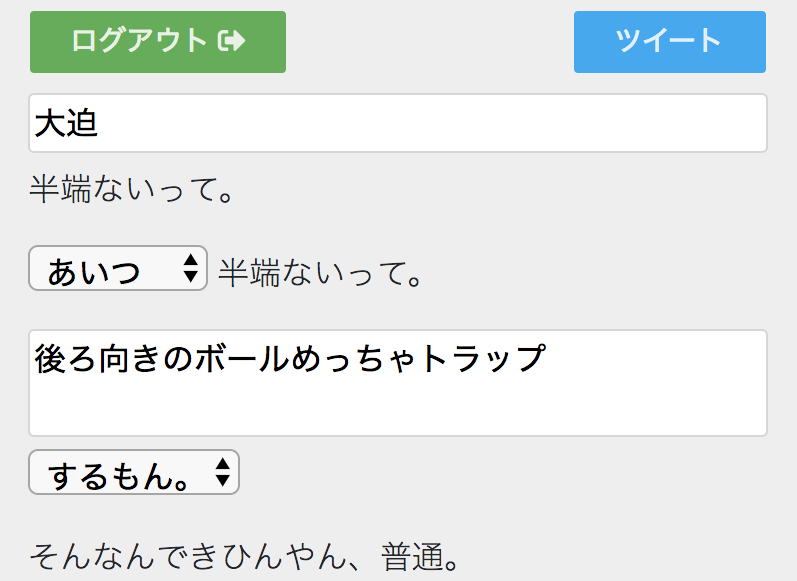 ログアウト
ツイート
大迫
半端ないって。
あいつ 半端ないって。
後ろ向きのボールめっちゃトラップ
するもん。
そんなんできひんやん、普通。